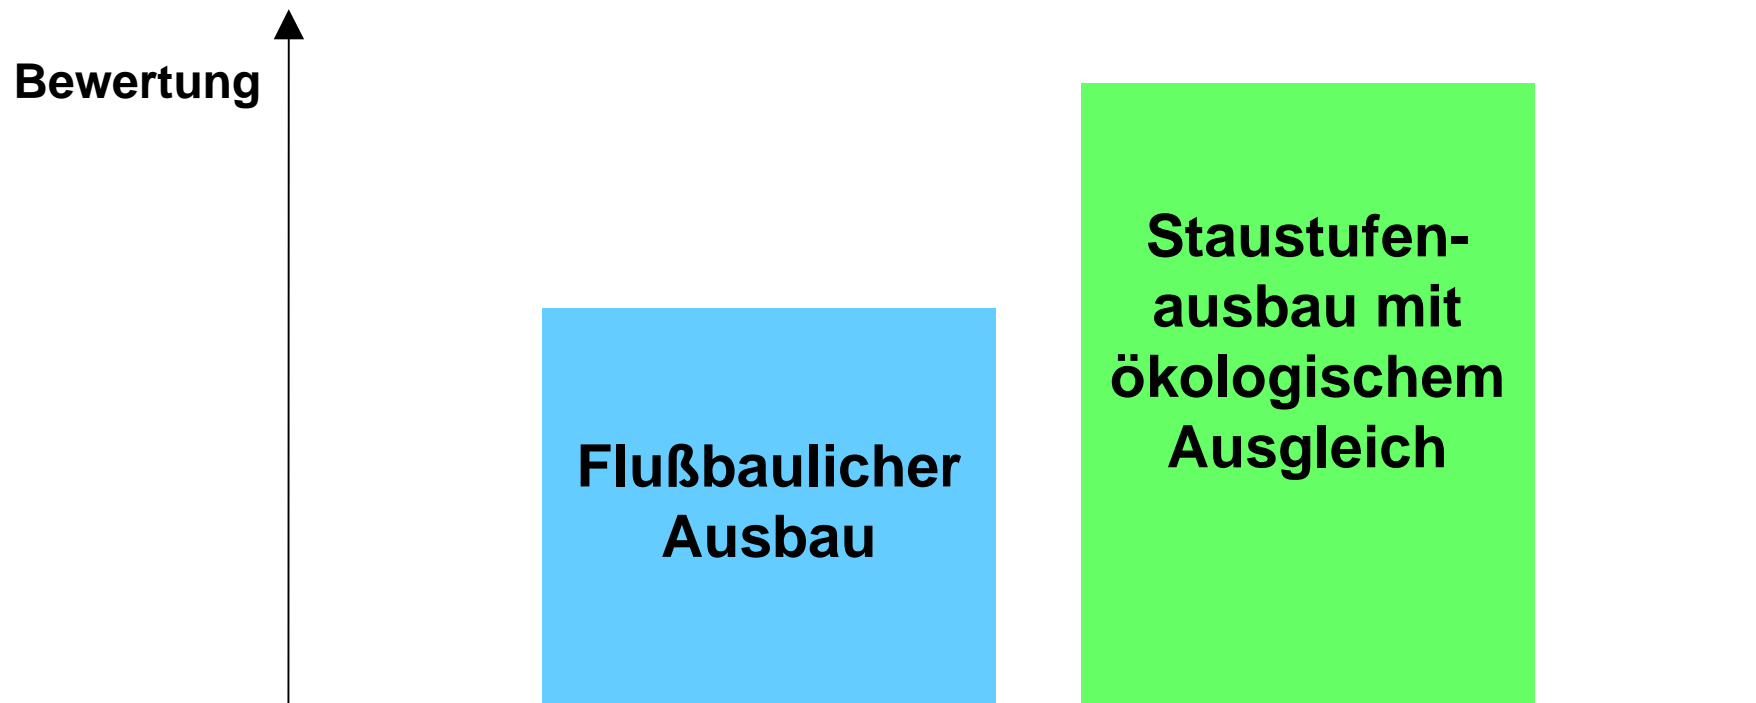 Bewertung
Staustufen-
ausbau mit
ökologischem
Ausgleich
Flußbaulicher
Ausbau